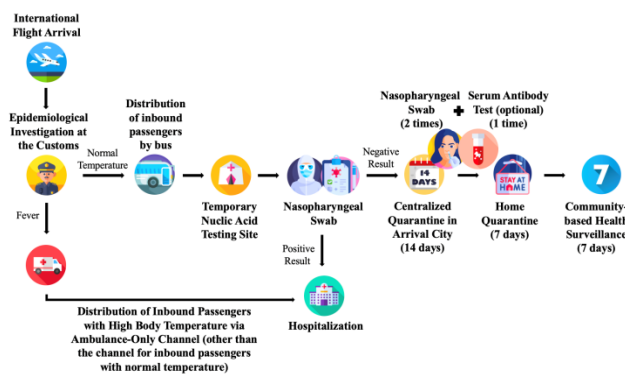 International
Flight Arrival
Epidemiological
Investigation at
the Customs
Normal
Temperature
Distribution
of inbound
passengers
by bus
Temporary
Nuclic Acid
Testing Site
Nasopharyngeal
Swab
Negative
Result
Nasopharyngeal
Swab
(2 times)
+
Serum Antibody
Test (optional)
(1 time)
14
DAYS
Centralized
Quarantine in
Arrival City
(14 days)
STAY AT
HOME
Home
Quarantine
(7 days)
7
Community-
based Health
Surveillance
(7 days)
Fever
Positive
Result
Distribution of Inbound Passengers
with High Body Temperature via
Ambulance-Only Channel (other than
the channel for inbound passengers
with normal temperature)
Hospitalization